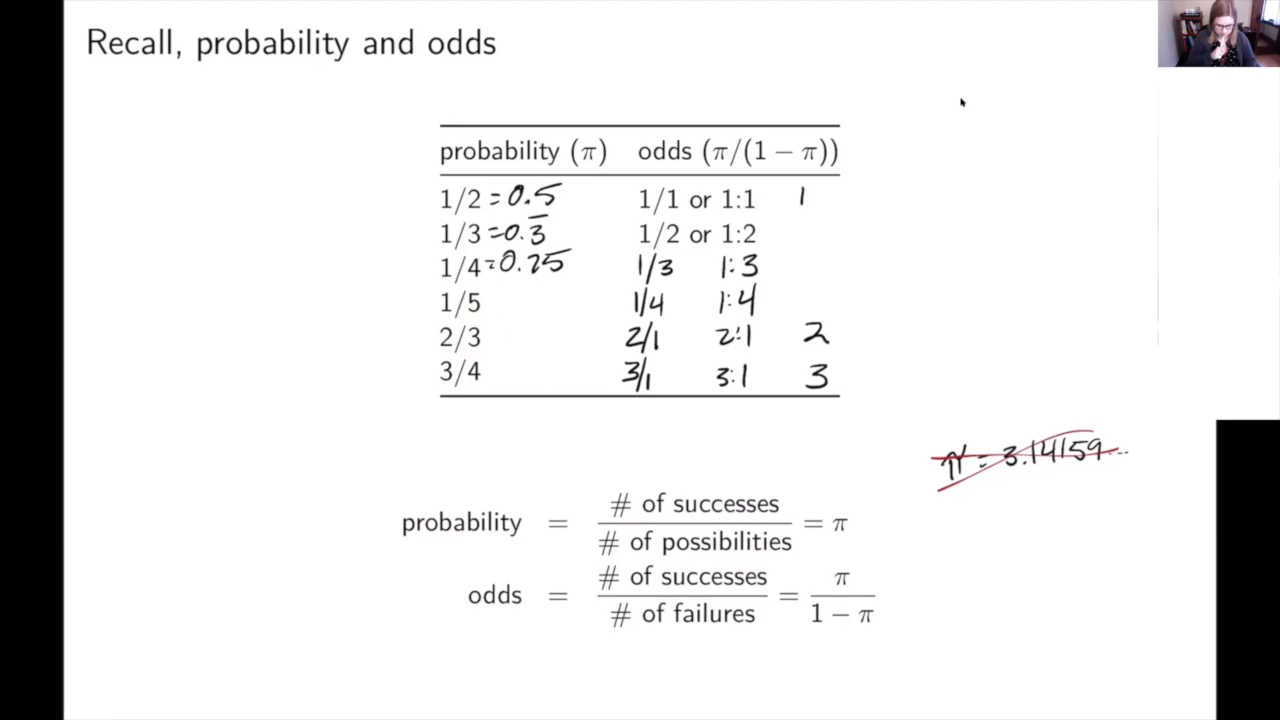 Recall, probability and odds
probability (π) odds (π/(1 − π))
1/2 = 0.5 1/1 or 1:1 1
1/3 = 0.3̅ 1/2 or 1:2
1/4 = 0.25 1/3 1:3
1/5 1/4 1:4
2/3 2/1 2:1 2
3/4 3/1 3:1 3
π = 3.14159...
probability = # of successes / # of possibilities = π
odds = # of successes / # of failures = π / 1 − π